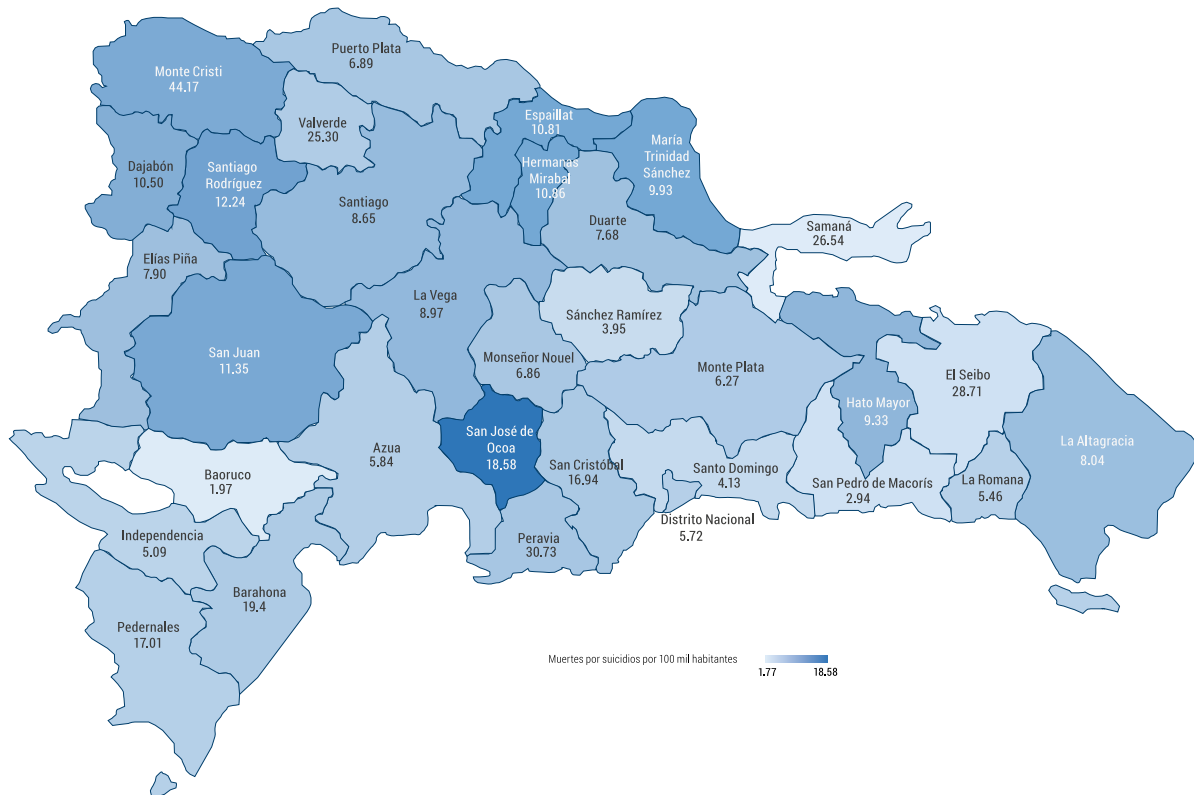 Puerto Plata
6.89
Monte Cristi
44.17
Valverde
25.30
Espaillat
10.81
María
Trinidad
Sánchez
9.93
Dajabón
10.50
Santiago
Rodríguez
12.24
Hermanas
Mirabal
10.86
Santiago
8.65
Duarte
7.68
Samaná
26.54
Elías Piña
7.90
La Vega
8.97
Sánchez Ramírez
3.95
San Juan
11.35
Monseñor Nouel
6.86
Monte Plata
6.27
El Seibo
28.71
Hato Mayor
9.33
La Altagracia
8.04
San José de
Ocoa
18.58
Azua
5.84
San Cristóbal
16.94
Baoruco
1.97
Santo Domingo
4.13
San Pedro de Macorís
2.94
La Romana
5.46
Distrito Nacional
5.72
Independencia
5.09
Peravia
30.73
Barahona
19.4
Pedernales
17.01
Muertes por suicidios por 100 mil habitantes
1.77 18.58